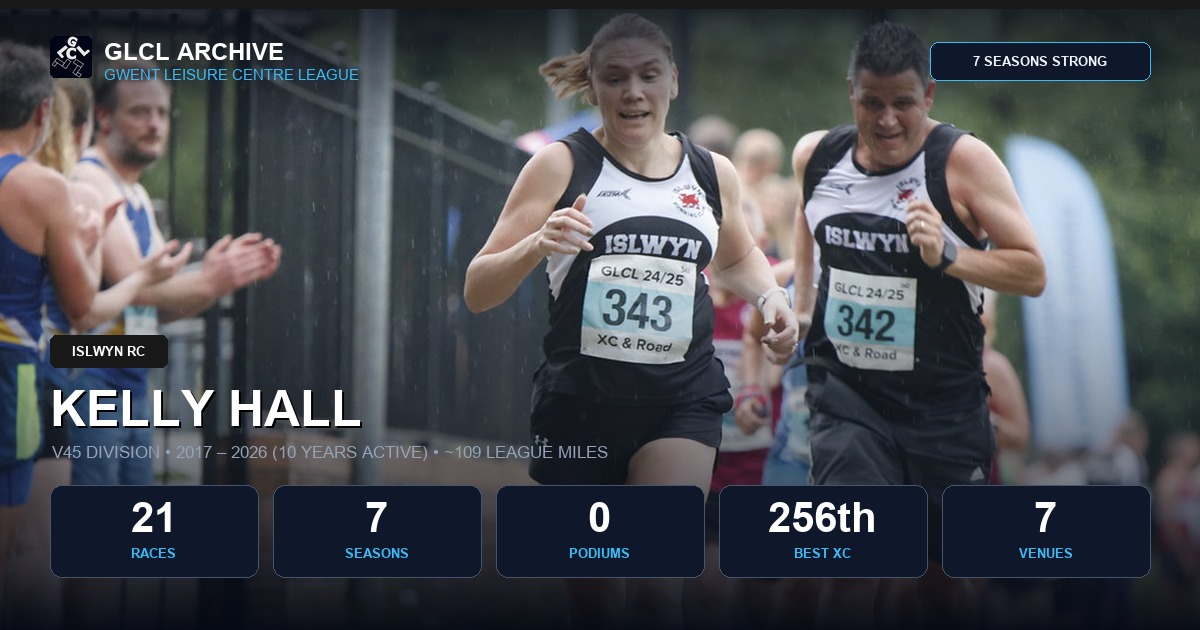 GLCL ARCHIVE
GWENT LEISURE CENTRE LEAGUE
7 SEASONS STRONG
ISLWYN
GLCL 24/25
343
XC & Road
ISLWYN
GLCL 24/25
342
XC & Road
ISLWYN RC
KELLY HALL
V45 DIVISION • 2017 – 2026 (10 YEARS ACTIVE) • ~109 LEAGUE MILES
21
RACES
7
SEASONS
0
PODIUMS
256th
BEST XC
7
VENUES